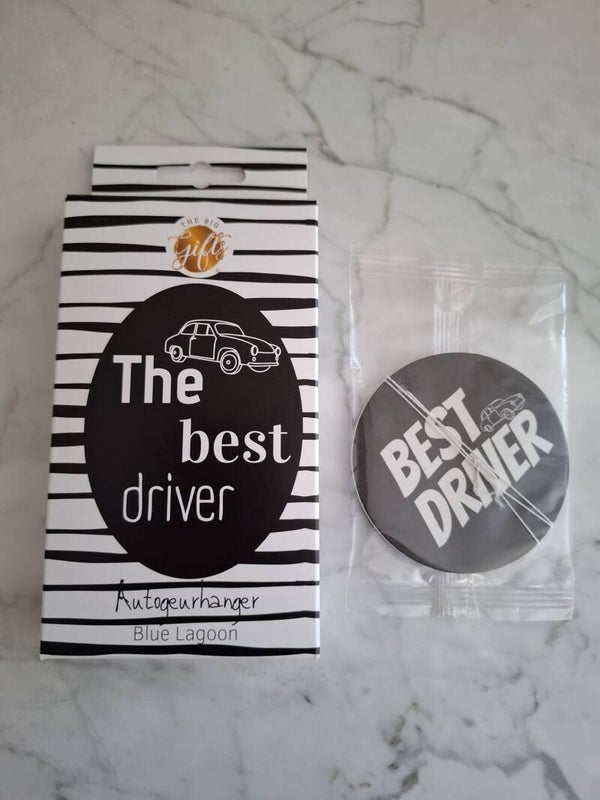 THE BIG
Gifts
The
best
driver
Autogeurhanger
Blue Lagoon
BEST
DRIVER